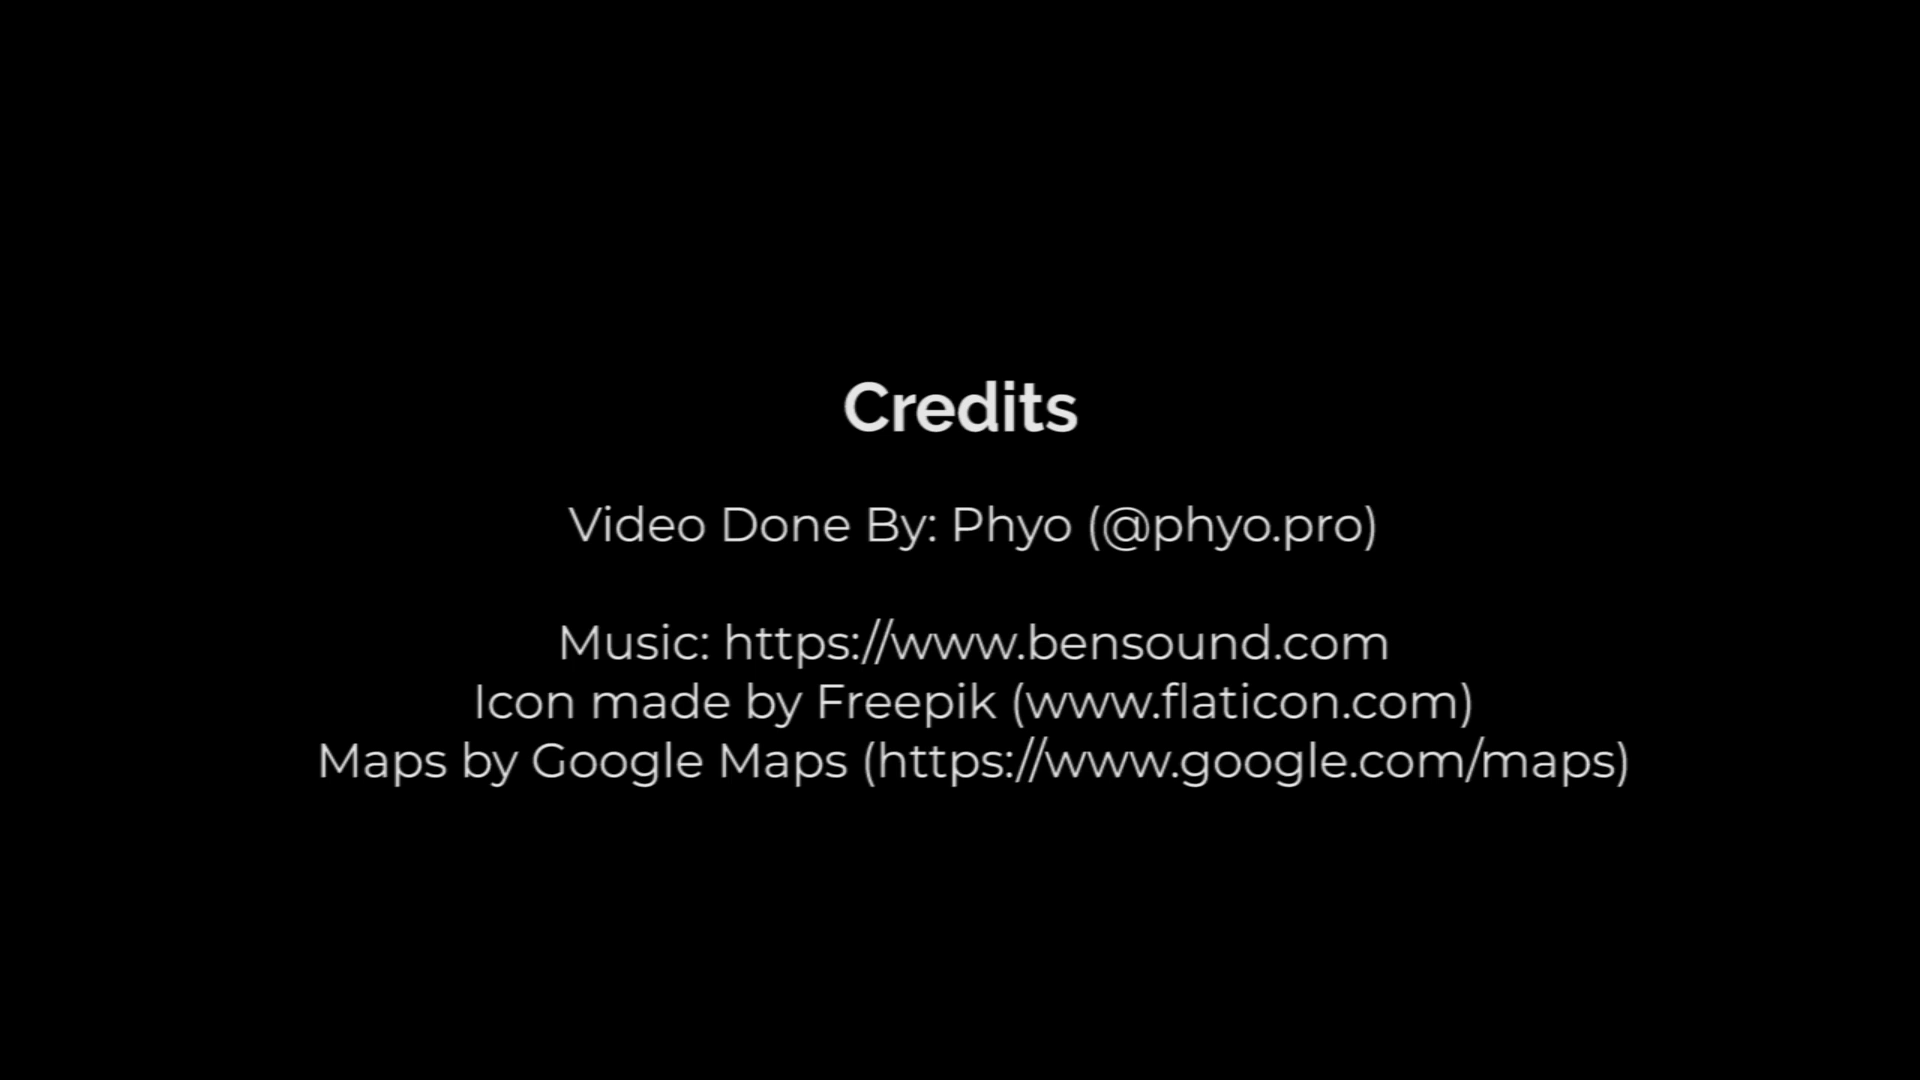 Credits
Video Done By: Phyo (@phyo.pro)
Music: https://www.bensound.com
Icon made by Freepik (www.flaticon.com)
Maps by Google Maps (https://www.google.com/maps)